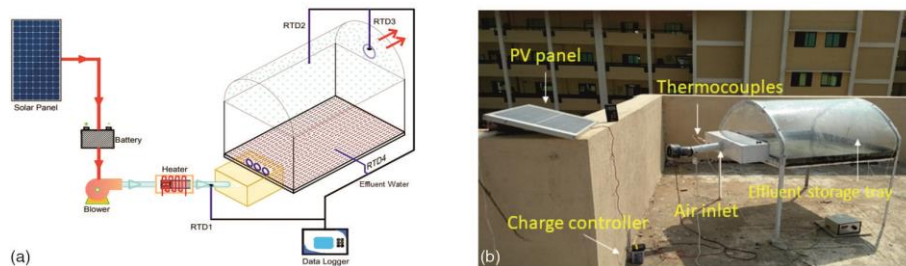 RTD2
RTD3
Solar Panel
Battery
RTD4
Effluent Water
Blower
Heater
RTD1
Data Logger
(a)
PV panel
Thermocouples
Effluent storage tray
Air inlet
Charge controller
(b)